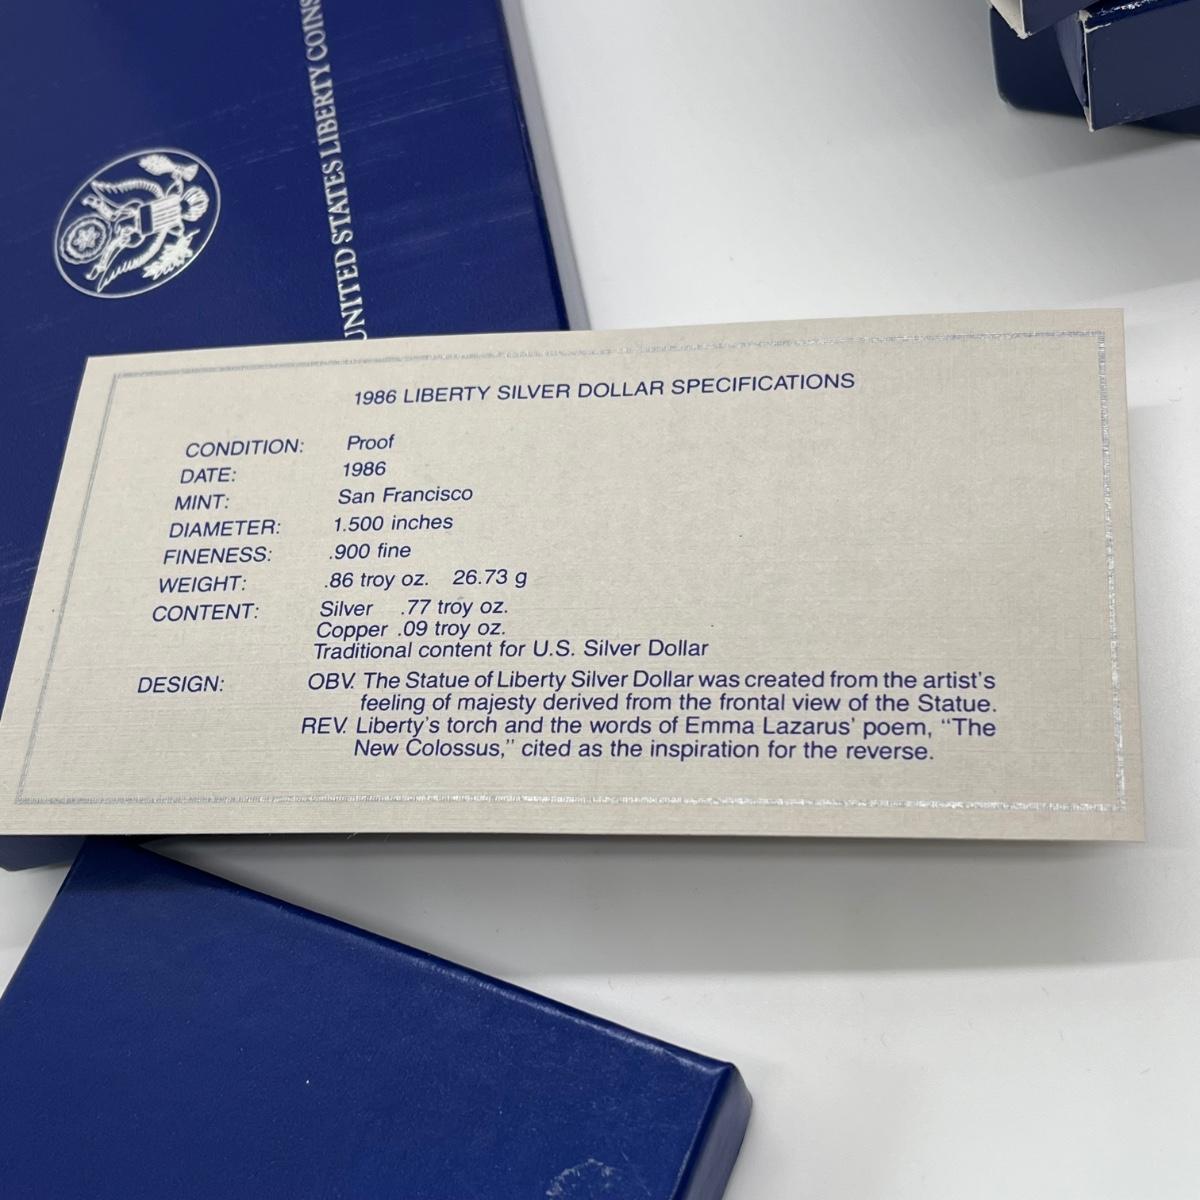 UNITED STATES LIBERTY COINS
1986 LIBERTY SILVER DOLLAR SPECIFICATIONS
CONDITION: Proof
DATE: 1986
MINT: San Francisco
DIAMETER: 1.500 inches
FINENESS: .900 fine
WEIGHT: .86 troy oz. 26.73 g
CONTENT: Silver .77 troy oz.
Copper .09 troy oz.
Traditional content for U.S. Silver Dollar
DESIGN: OBV. The Statue of Liberty Silver Dollar was created from the artist's
feeling of majesty derived from the frontal view of the Statue.
REV. Liberty's torch and the words of Emma Lazarus' poem, "The
New Colossus," cited as the inspiration for the reverse.